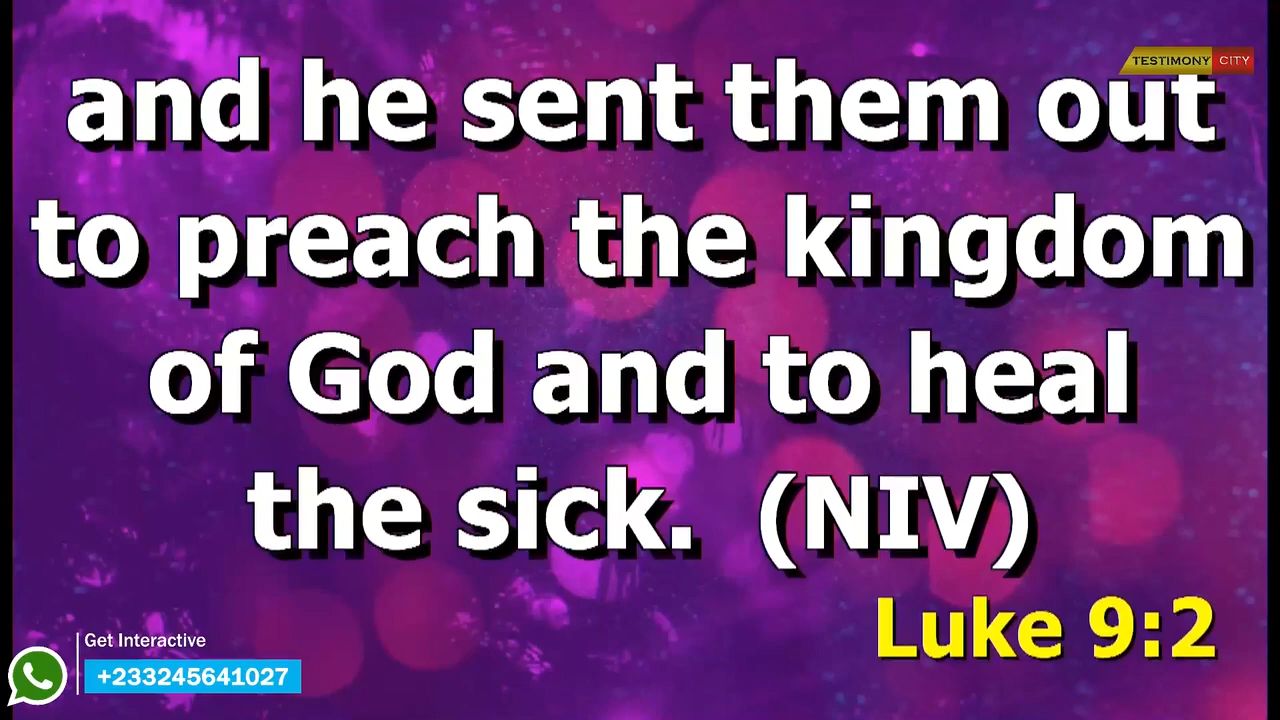 TESTIMONY CITY
and he sent them out
to preach the kingdom
of God and to heal
the sick. (NIV)
Luke 9:2
Get Interactive
+233245641027